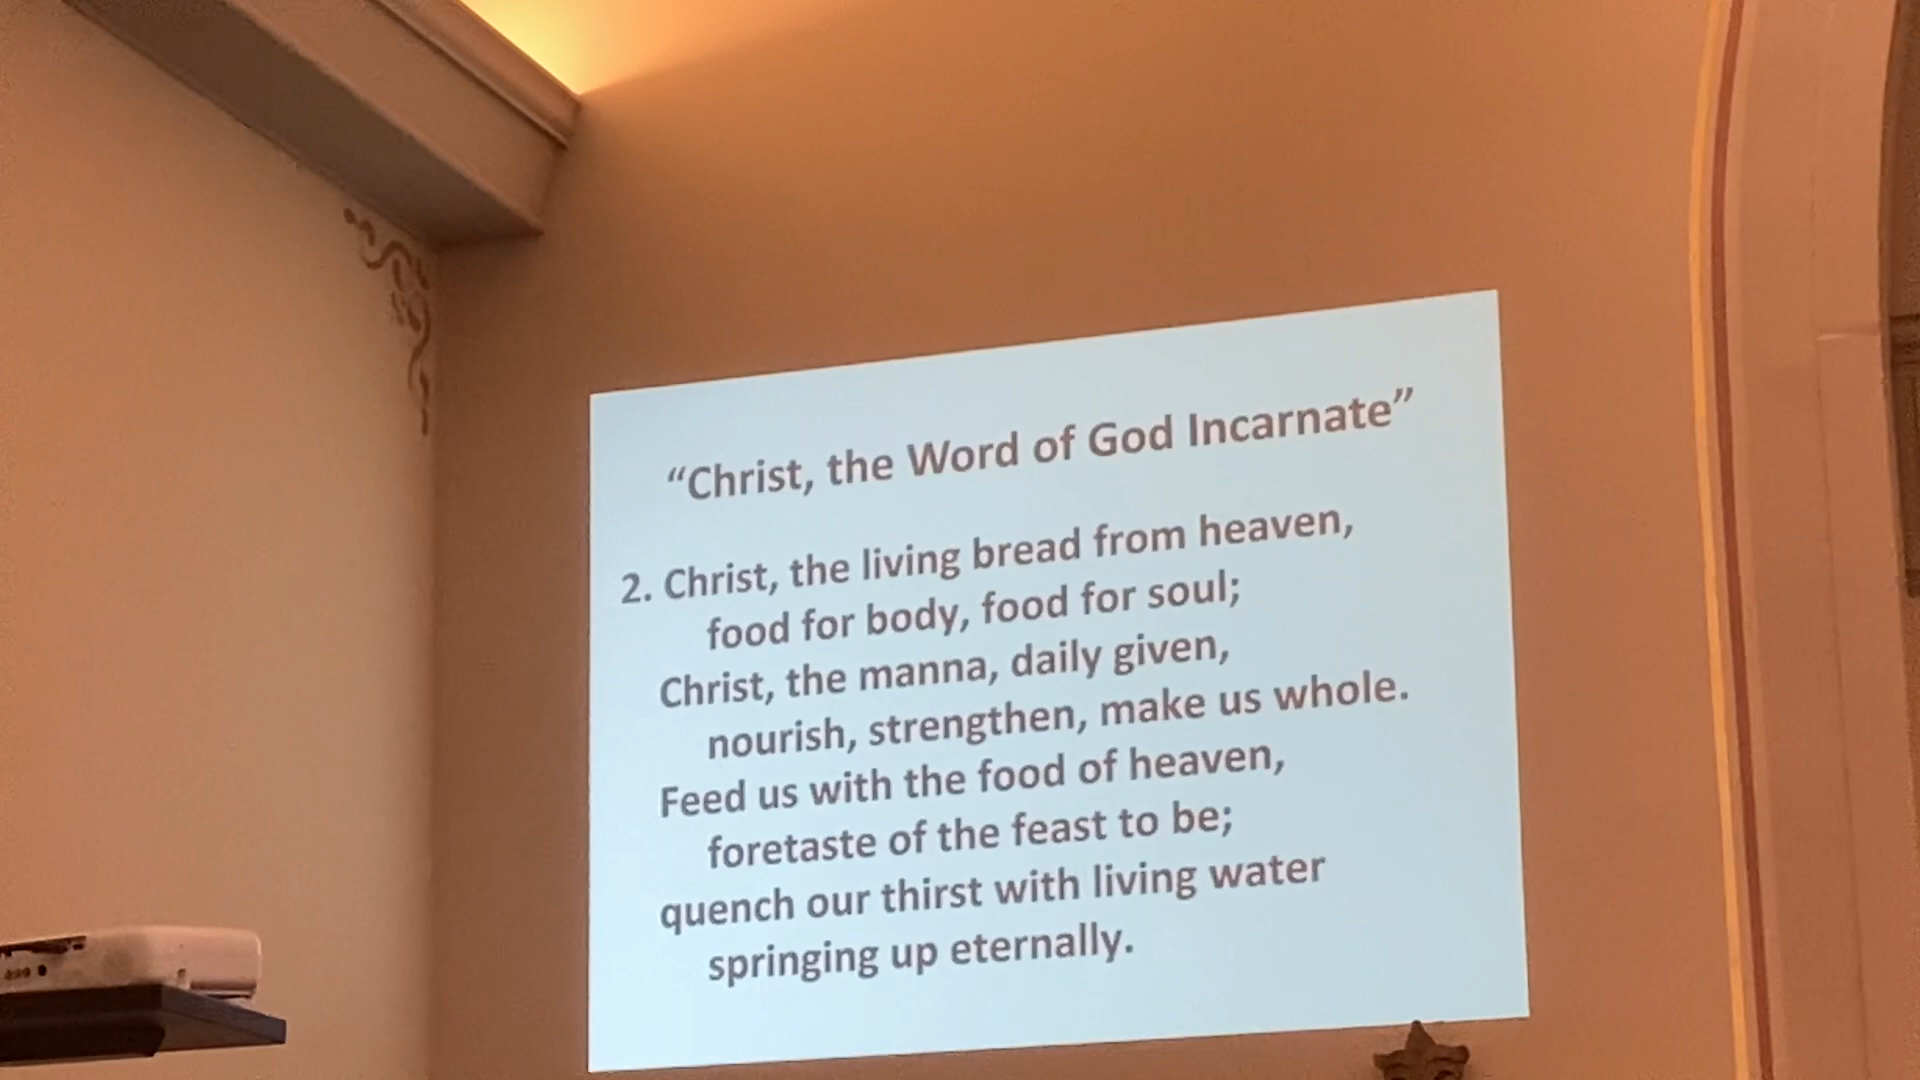 “Christ, the Word of God Incarnate”
2. Christ, the living bread from heaven,
food for body, food for soul;
Christ, the manna, daily given,
nourish, strengthen, make us whole.
Feed us with the food of heaven,
foretaste of the feast to be;
quench our thirst with living water
springing up eternally.